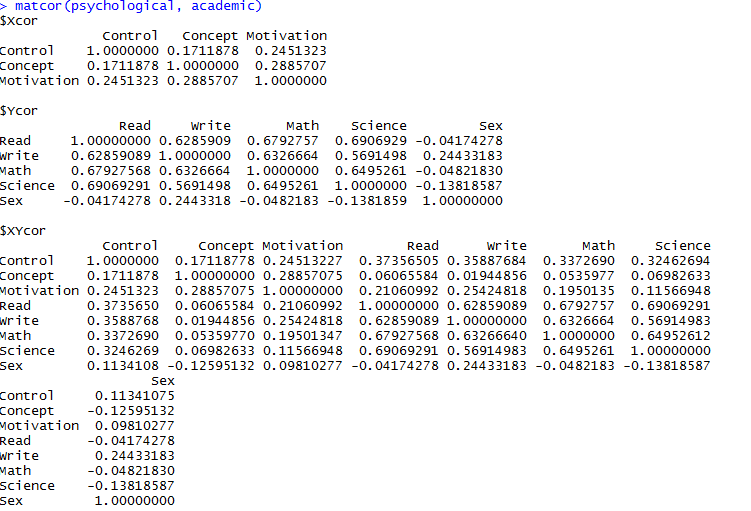 > matcor(psychological, academic)
$Xcor
Control Concept Motivation
Control 1.0000000 0.1711878 0.2451323
Concept 0.1711878 1.0000000 0.2885707
Motivation 0.2451323 0.2885707 1.0000000
$Ycor
Read Write Math Science Sex
Read 1.00000000 0.6285909 0.6792757 0.6906929 -0.04174278
Write 0.62859089 1.0000000 0.6326664 0.5691498 0.24433183
Math 0.67927568 0.6326664 1.0000000 0.6495261 -0.04821830
Science 0.69069291 0.5691498 0.6495261 1.0000000 -0.13818587
Sex -0.04174278 0.2443318 -0.0482183 -0.1381859 1.00000000
$XYcor
Control Concept Motivation Read Write Math Science
Control 1.0000000 0.17118778 0.24513227 0.37356505 0.35887684 0.3372690 0.32462694
Concept 0.1711878 1.00000000 0.28857075 0.06065584 0.01944856 0.0535977 0.06982633
Motivation 0.2451323 0.28857075 1.00000000 0.21060992 0.25424818 0.1950135 0.11566948
Read 0.3735650 0.06065584 0.21060992 1.00000000 0.62859089 0.6792757 0.69069291
Write 0.3588768 0.01944856 0.25424818 0.62859089 1.00000000 0.6326664 0.56914983
Math 0.3372690 0.05359770 0.19501347 0.67927568 0.63266640 1.0000000 0.64952612
Science 0.3246269 0.06982633 0.11566948 0.69069291 0.56914983 0.6495261 1.00000000
Sex 0.1134108 -0.12595132 0.09810277 -0.04174278 0.24433183 -0.0482183 -0.13818587
Sex
Control 0.11341075
Concept -0.12595132
Motivation 0.09810277
Read -0.04174278
Write 0.24433183
Math -0.04821830
Science -0.13818587
Sex 1.00000000